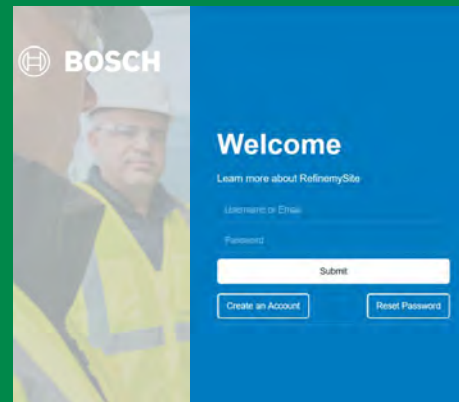 BOSCH
Welcome
Learn more about RefinemySite
Username or Email
Password
Submit
Create an Account
Reset Password